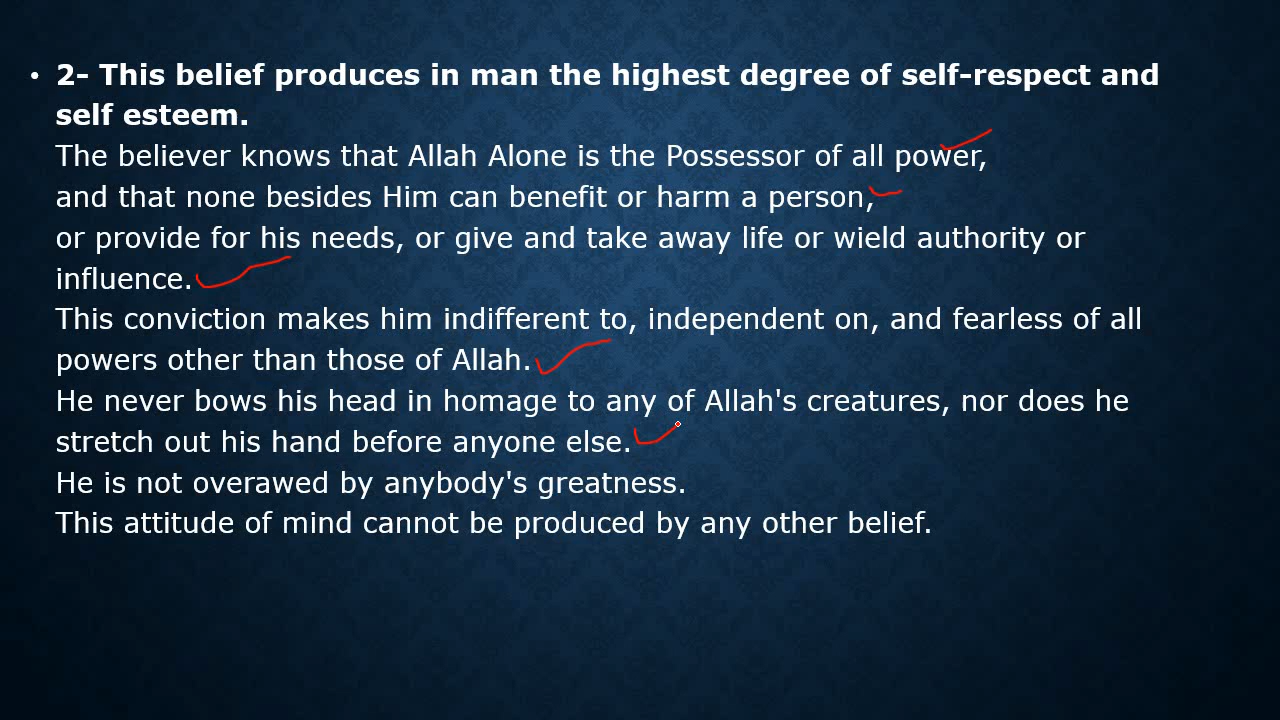 • 2- This belief produces in man the highest degree of self-respect and
self esteem.
The believer knows that Allah Alone is the Possessor of all power,
and that none besides Him can benefit or harm a person,
or provide for his needs, or give and take away life or wield authority or
influence.
This conviction makes him indifferent to, independent on, and fearless of all
powers other than those of Allah.
He never bows his head in homage to any of Allah's creatures, nor does he
stretch out his hand before anyone else.
He is not overawed by anybody's greatness.
This attitude of mind cannot be produced by any other belief.